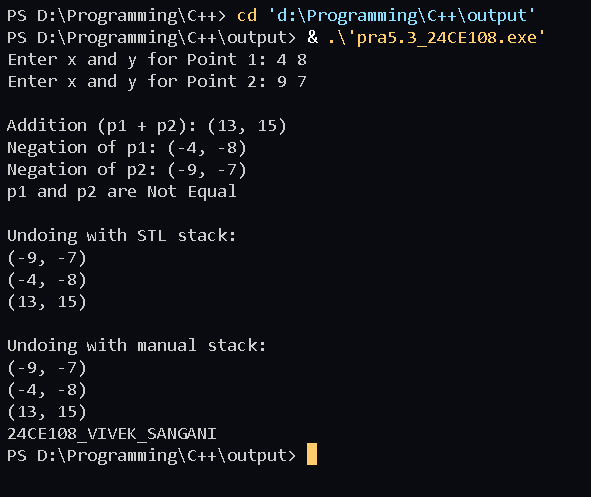 PS D:\Programming\C++> cd 'd:\Programming\C++\output'
PS D:\Programming\C++\output> & .\'pra5.3_24CE108.exe'
Enter x and y for Point 1: 4 8
Enter x and y for Point 2: 9 7
Addition (p1 + p2): (13, 15)
Negation of p1: (-4, -8)
Negation of p2: (-9, -7)
p1 and p2 are Not Equal
Undoing with STL stack:
(-9, -7)
(-4, -8)
(13, 15)
Undoing with manual stack:
(-9, -7)
(-4, -8)
(13, 15)
24CE108_VIVEK_SANGANI
PS D:\Programming\C++\output>